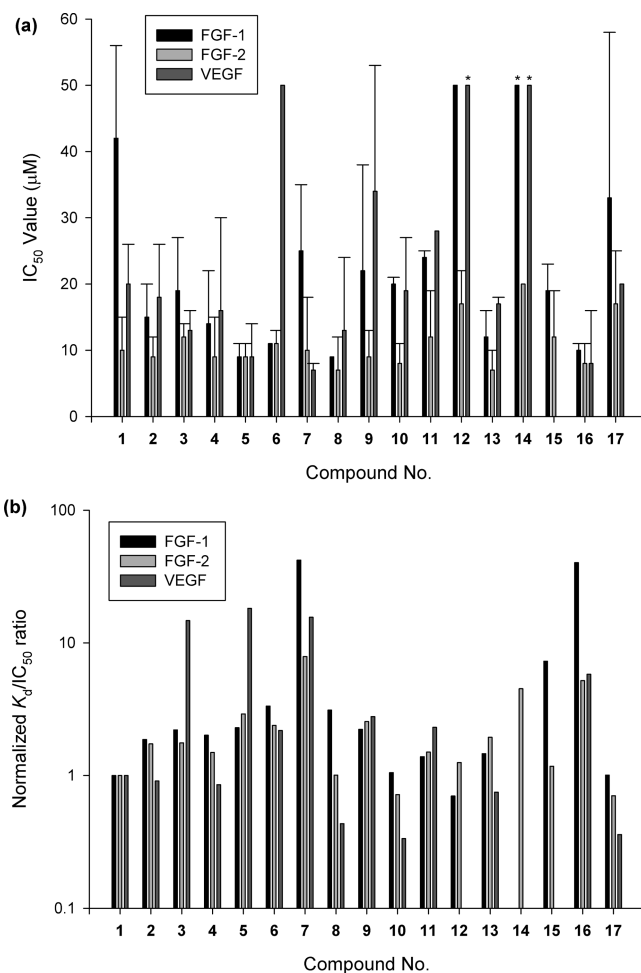 (a)
60
50
40
30
20
10
0
IC50 Value (μM)
FGF-1
FGF-2
VEGF
*
* *
1 2 3 4 5 6 7 8 9 10 11 12 13 14 15 16 17
Compound No.
(b)
100
10
1
0.1
Normalized Kd/IC50 ratio
FGF-1
FGF-2
VEGF
1 2 3 4 5 6 7 8 9 10 11 12 13 14 15 16 17
Compound No.